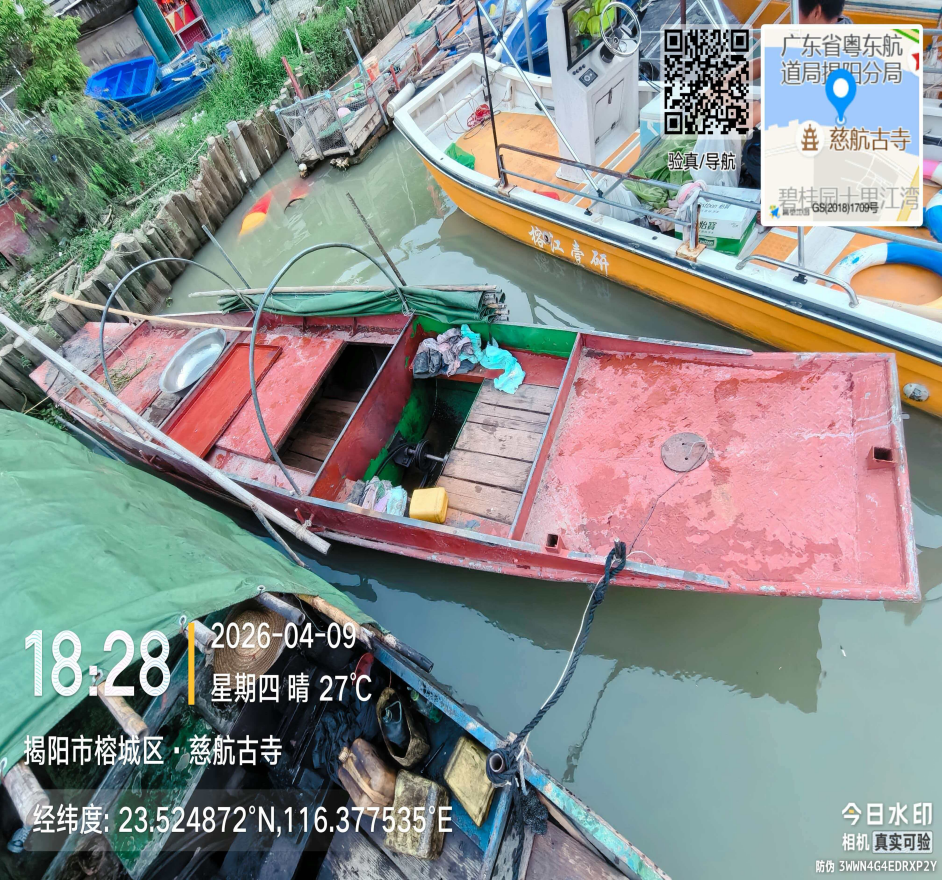 广东省粤东航
道局揭阳分局
慈航古寺
验真/导航
碧桂园十里江湾
GS(2018)1709号
榕江青研
18:28
2026-04-09
星期四 晴 27℃
揭阳市榕城区·慈航古寺
经纬度: 23.524872°N,116.377535°E
今日水印
相机 真实可验
防伪 3WWN4G4EDRXP2Y